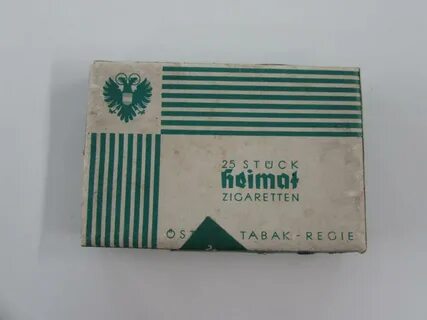 25 STÜCK
Heimat
ZIGARETTEN
ÖST TABAK-REGIE